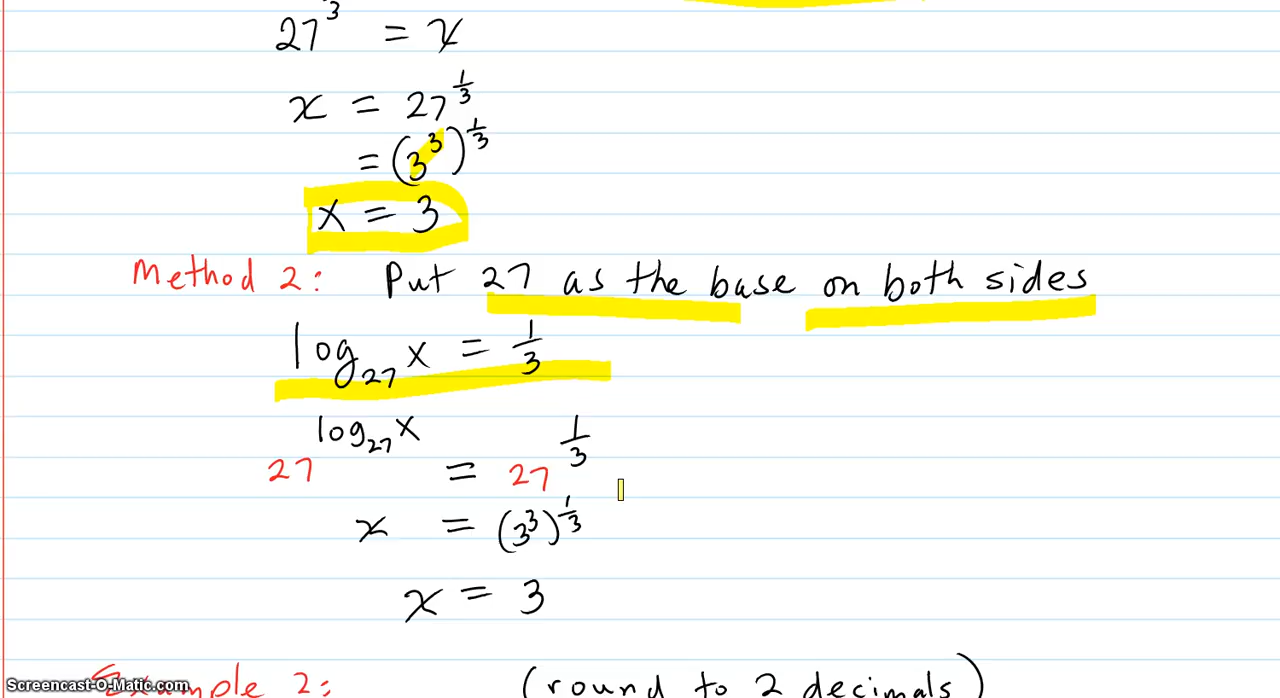 27^3 = x
x = 27^(1/3)
= (3^3)^(1/3)
x = 3
Method 2: Put 27 as the base on both sides
log_27 x = 1/3
27^(log_27 x) = 27^(1/3)
x = (3^3)^(1/3)
x = 3
Example 2: (round to 2 decimals)
Screencast-O-Matic.com